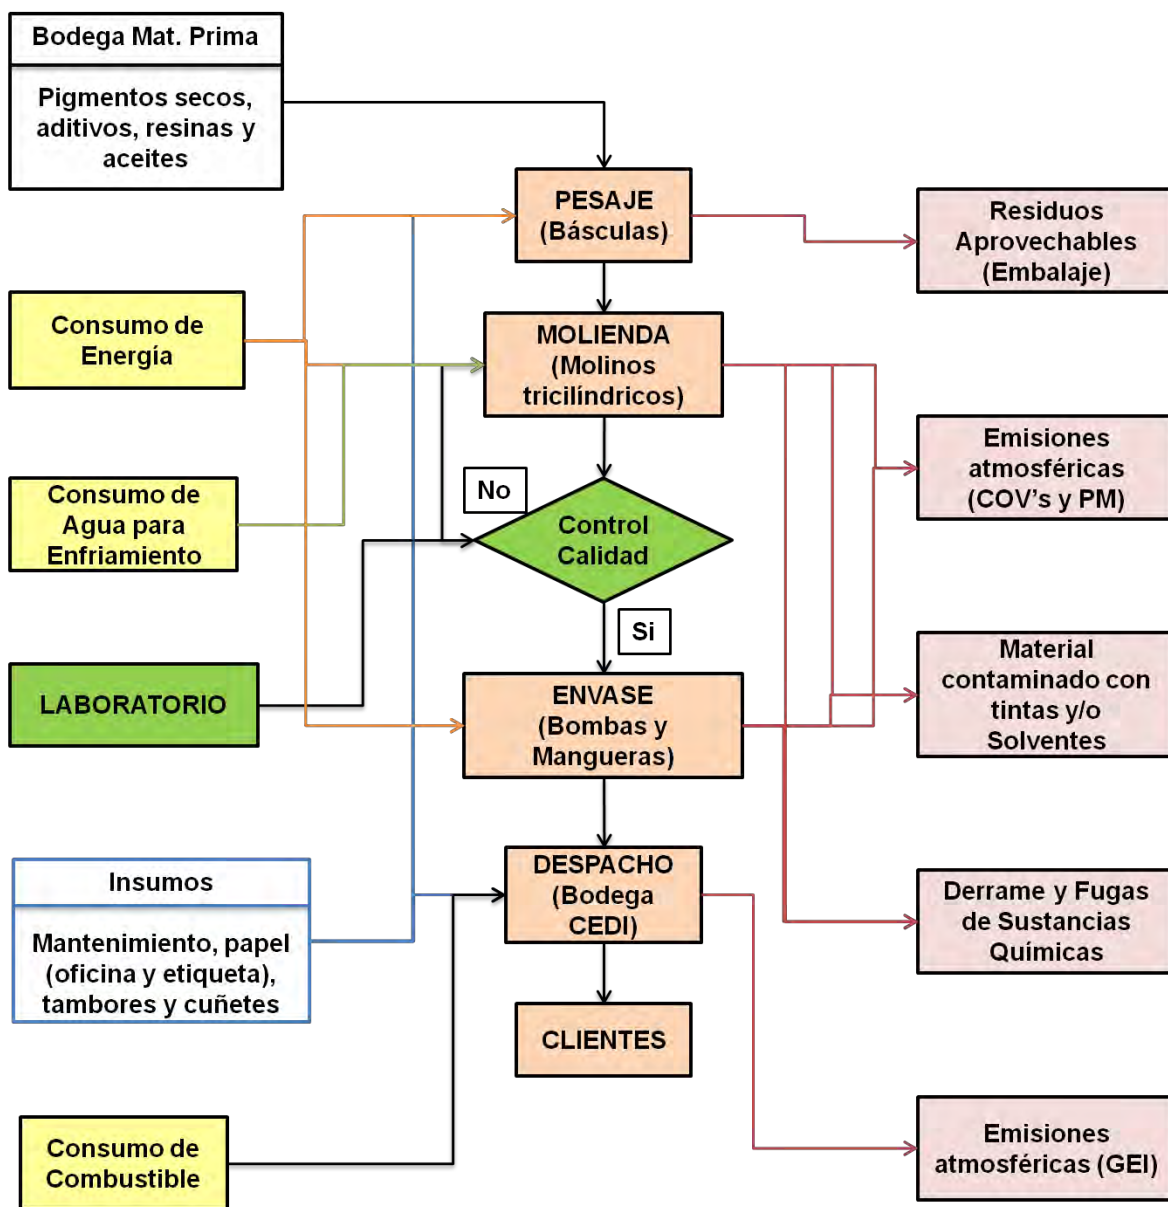 Bodega Mat. Prima
Pigmentos secos,
aditivos, resinas y
aceites
PESAJE
(Básculas)
Residuos
Aprovechables
(Embalaje)
Consumo de
Energía
MOLIENDA
(Molinos
tricilíndricos)
Emisiones
atmosféricas
(COV's y PM)
Consumo de
Agua para
Enfriamiento
No
Control
Calidad
Si
LABORATORIO
ENVASE
(Bombas y
Mangueras)
Material
contaminado con
tintas y/o
Solventes
Insumos
Mantenimiento, papel
(oficina y etiqueta),
tambores y cuñetes
DESPACHO
(Bodega
CEDI)
Derrame y Fugas
de Sustancias
Químicas
CLIENTES
Consumo de
Combustible
Emisiones
atmosféricas (GEI)